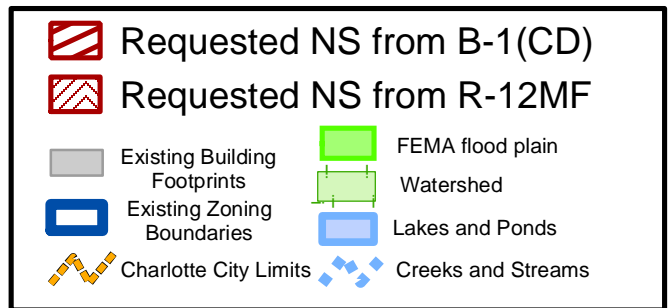 Requested NS from B-1(CD)
Requested NS from R-12MF
Existing Building
Footprints
Existing Zoning
Boundaries
Charlotte City Limits
FEMA flood plain
Watershed
Lakes and Ponds
Creeks and Streams